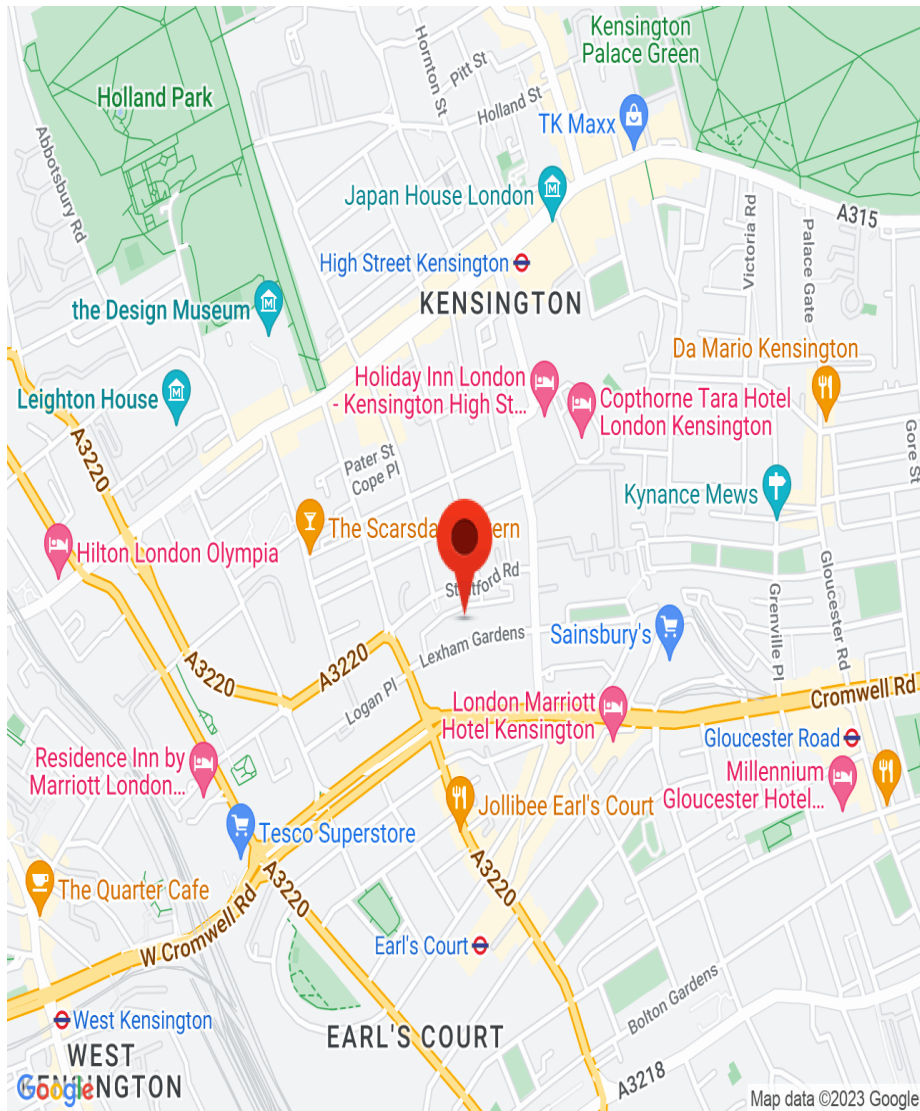 Kensington
Palace Green
Hornton St
Pitt St
Holland Park
Holland St
TK Maxx
Abbotsbury Rd
Japan House London
A315
Victoria Rd
Palace Gate
High Street Kensington
KENSINGTON
the Design Museum
Da Mario Kensington
Holiday Inn London
- Kensington High St...
Leighton House
Copthorne Tara Hotel
London Kensington
Gore St
A3220
Pater St
Cope Pl
Kynance Mews
The Scarsda
ern
Hilton London Olympia
Gloucester Rd
Grenville Pl
Lexham Gardens
Sainsbury's
A3220
A3220
Logan Pl
Cromwell Rd
London Marriott
Hotel Kensington
Gloucester Road
Residence Inn by
Marriott London...
Millennium
Gloucester Hotel...
Jollibee Earl's Court
Tesco Superstore
A3220
A3220
The Quarter Cafe
W Cromwell Rd
Earl's Court
Bolton Gardens
West Kensington
EARL'S COURT
WEST
KENSINGTON
Google
A3218
Map data ©2023 Google